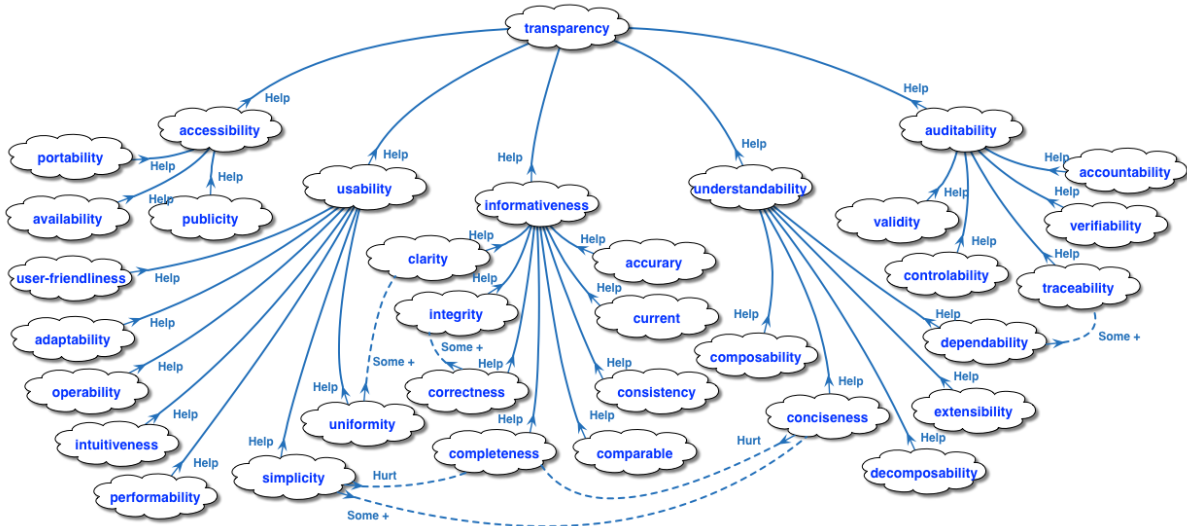 transparency
Help
Help
accessibility
auditability
portability
Help
Help
Help
Help
Help
accountability
usability
Help
informativeness
understandability
availability
Help
publicity
validity
Help
verifiability
Help
Help
clarity
Help
Help
accurary
user-friendliness
Help
Help
controlability
Help
traceability
integrity
Help
Help
current
adaptability
Help
Help
Help
dependability
Some +
Some +
Some +
composability
operability
Help
Help
correctness
Help
consistency
Help
Help
Help
uniformity
Help
Help
conciseness
extensibility
intuitiveness
Help
Help
completeness
comparable
Hurt
Help
performability
Help
simplicity
Hurt
decomposability
Some +